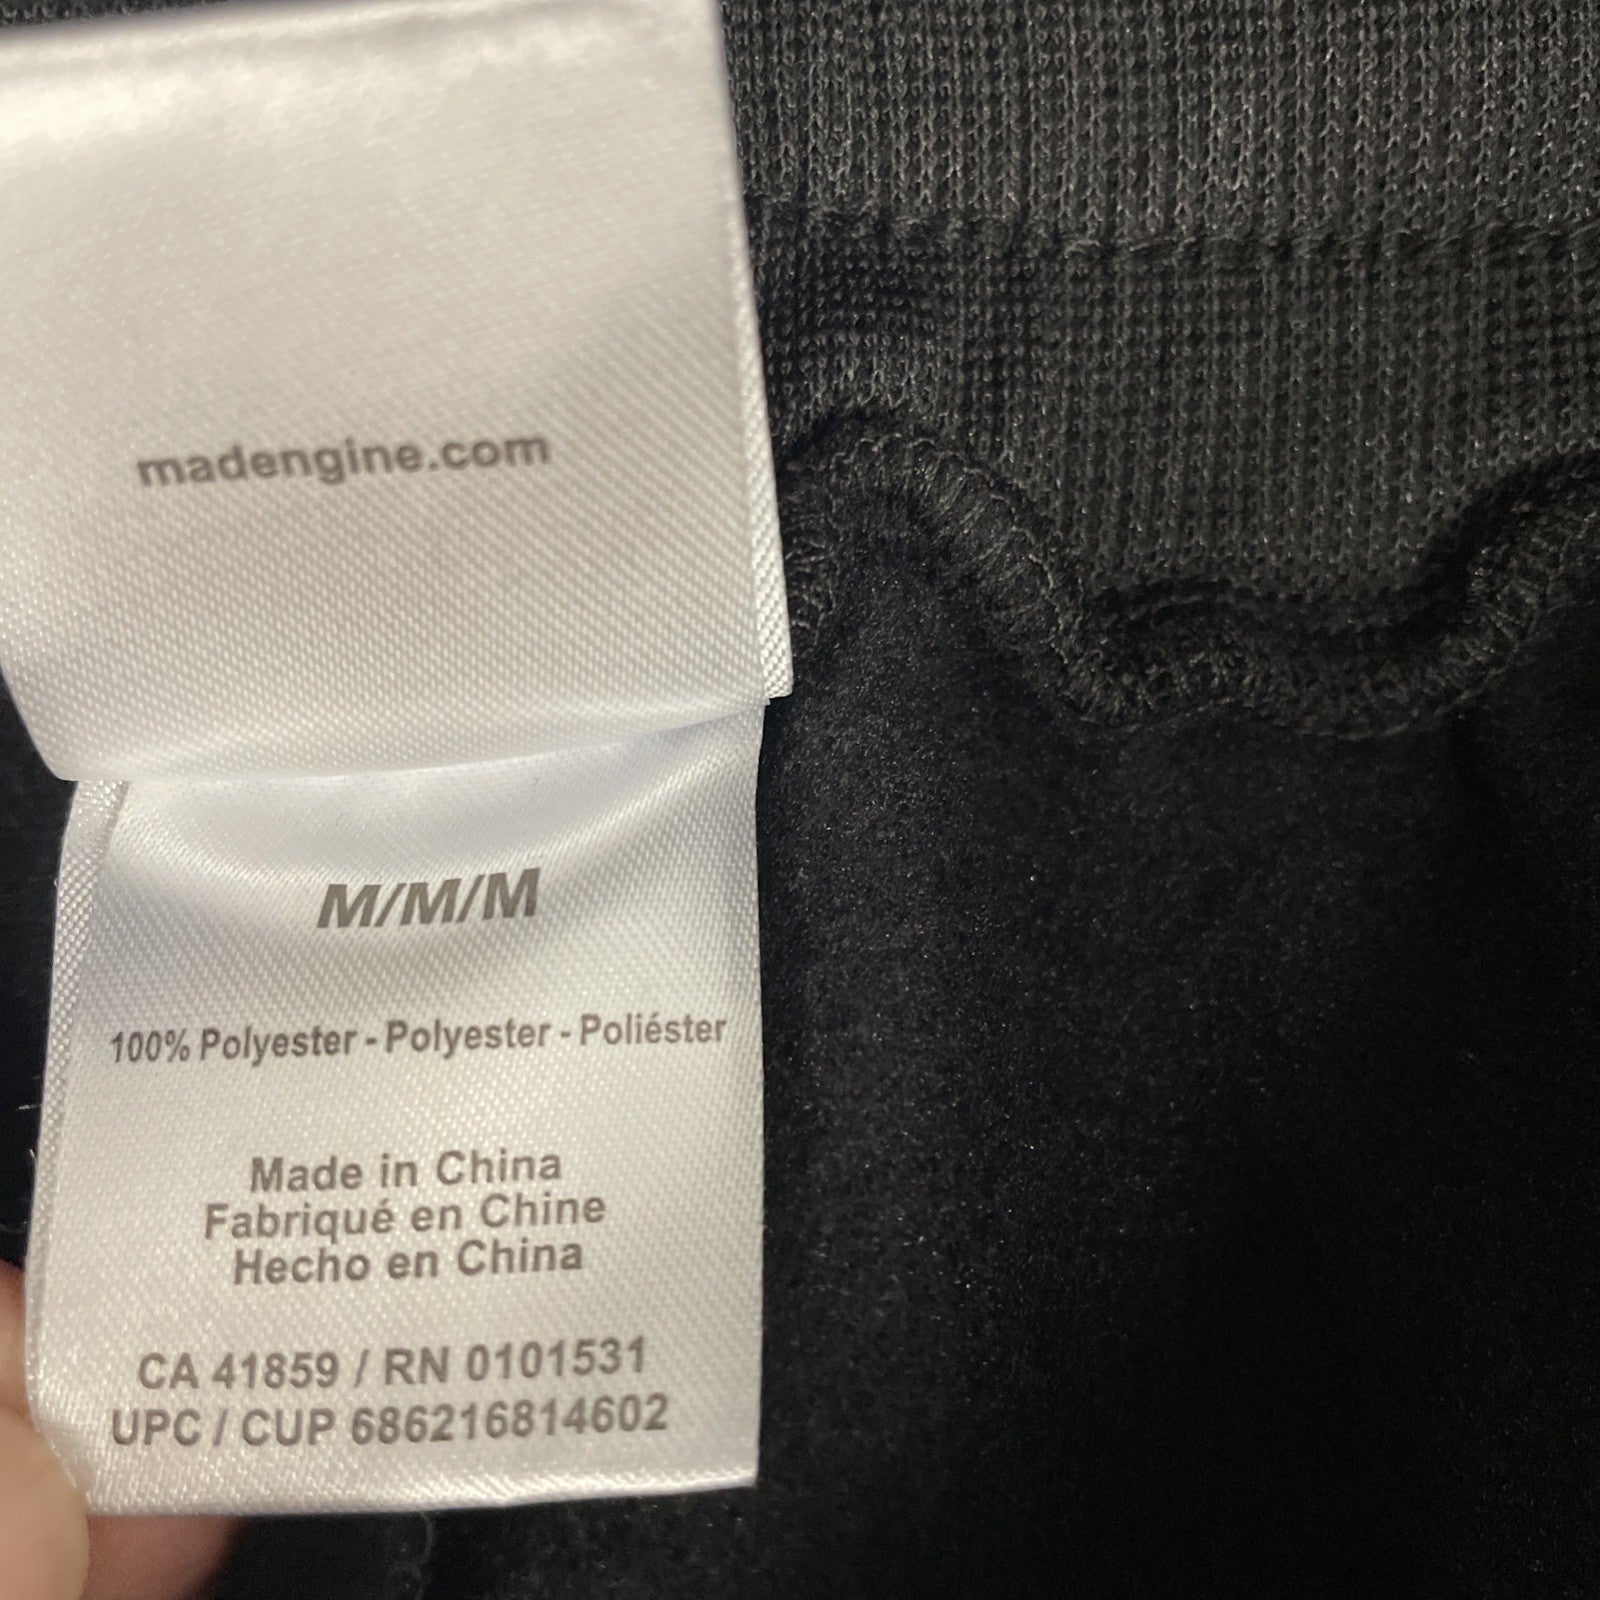 madengine.com
M/M/M
100% Polyester - Polyester - Poliéster
Made in China
Fabriqué en Chine
Hecho en China
CA 41859 / RN 0101531
UPC / CUP 686216814602